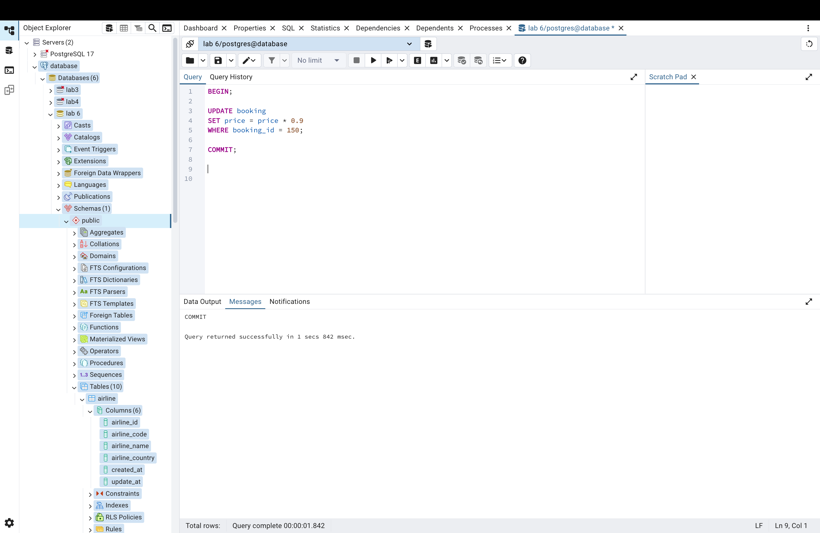 Object Explorer
Dashboard
Properties
SQL
Statistics
Dependencies
Dependents
Processes
lab 6/postgres@database *
Servers (2)
PostgreSQL 17
database
Databases (6)
lab3
lab4
lab 6
Casts
Catalogs
Event Triggers
Extensions
Foreign Data Wrappers
Languages
Publications
Schemas (1)
public
Aggregates
Collations
Domains
FTS Configurations
FTS Dictionaries
FTS Parsers
FTS Templates
Foreign Tables
Functions
Materialized Views
Operators
Procedures
1..3 Sequences
Tables (10)
airline
Columns (6)
airline_id
airline_code
airline_name
airline_country
created_at
update_at
Constraints
Indexes
RLS Policies
Rules
lab 6/postgres@database
No limit
Query
Query History
Scratch Pad
1 BEGIN;
2
3 UPDATE booking
4 SET price = price * 0.9
5 WHERE booking_id = 150;
6
7 COMMIT;
8
9
10
Data Output
Messages
Notifications
COMMIT
Query returned successfully in 1 secs 842 msec.
Total rows:
Query complete 00:00:01.842
LF
Ln 9, Col 1